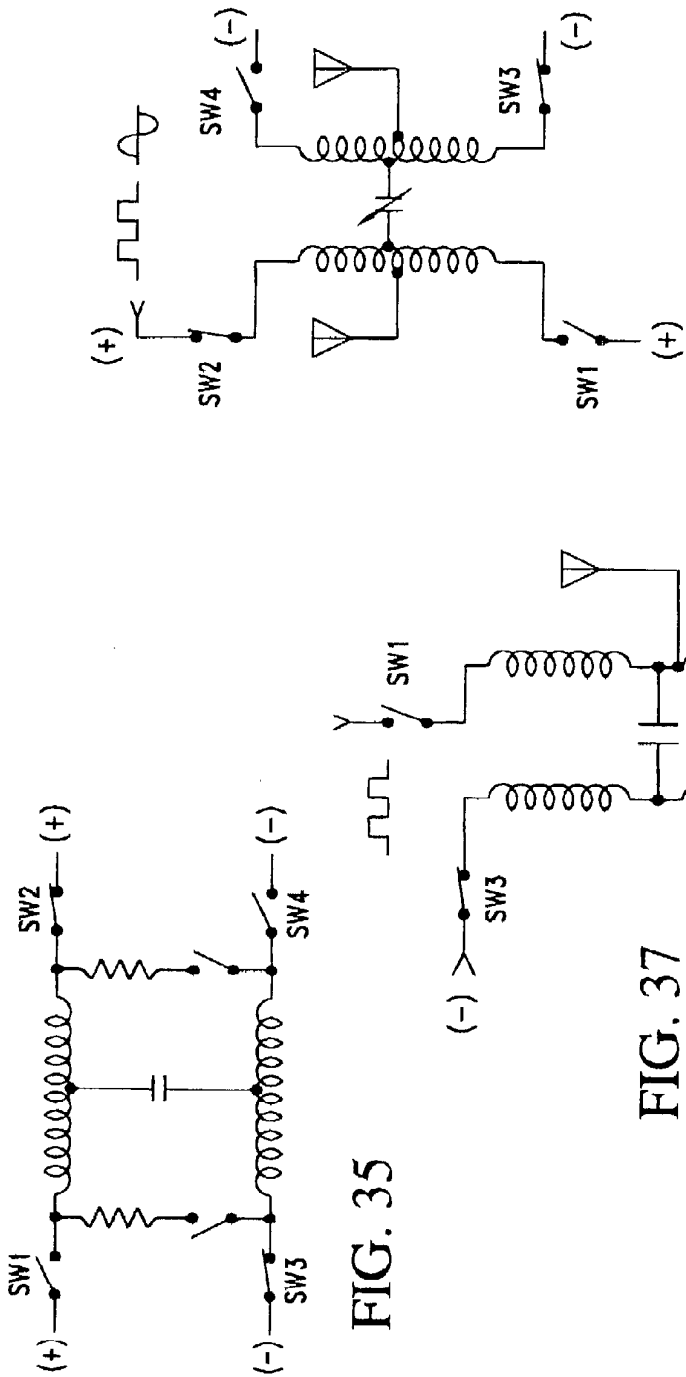 (+)
SW1
SW2
(+)
(-)
SW3
SW4
(-)
FIG. 35
SW3
(-)
SW1
FIG. 37
(+)
SW2
SW4
(-)
SW1
(+)
SW3
(-)